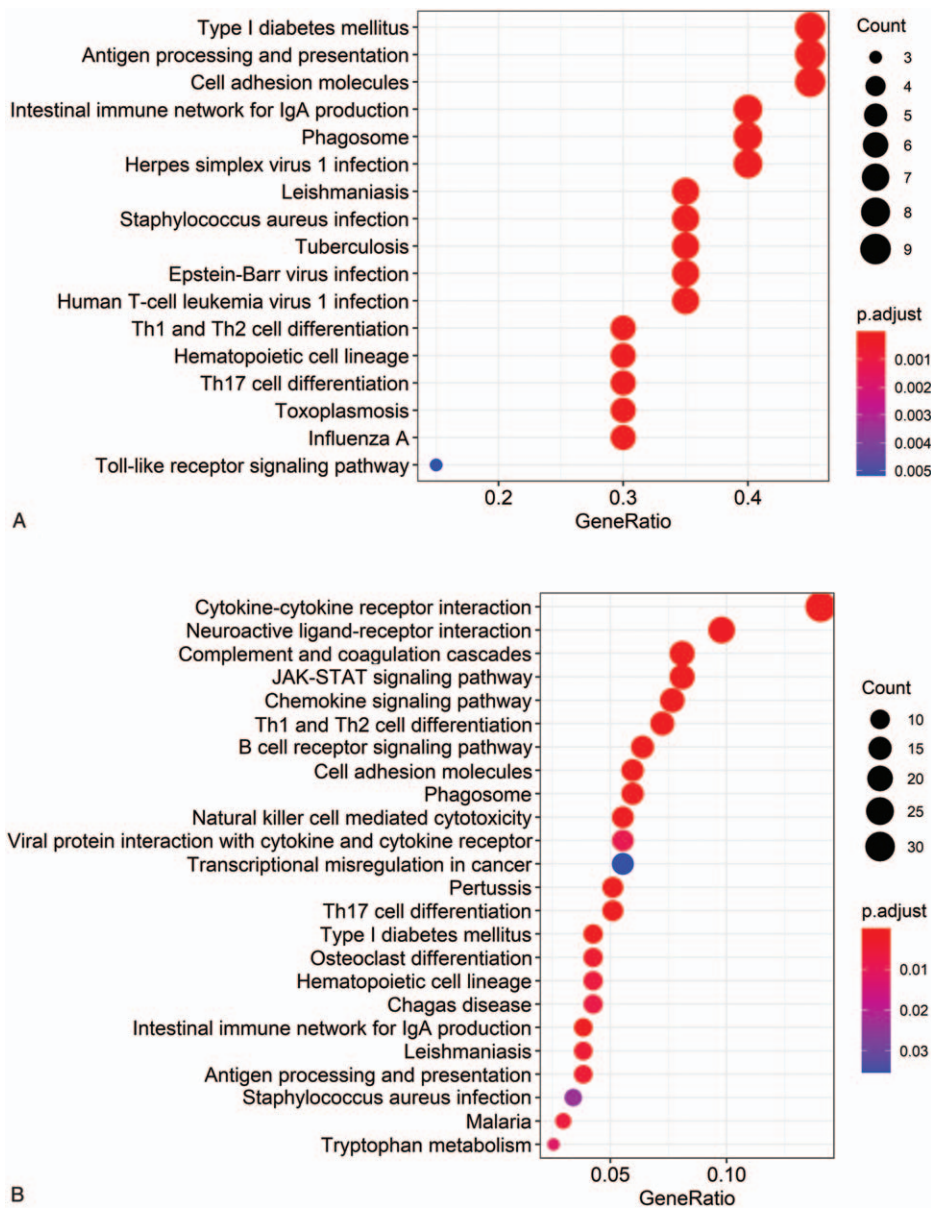 Type I diabetes mellitus
Antigen processing and presentation
Cell adhesion molecules
Intestinal immune network for IgA production
Phagosome
Herpes simplex virus 1 infection
Leishmaniasis
Staphylococcus aureus infection
Tuberculosis
Epstein-Barr virus infection
Human T-cell leukemia virus 1 infection
Th1 and Th2 cell differentiation
Hematopoietic cell lineage
Th17 cell differentiation
Toxoplasmosis
Influenza A
Toll-like receptor signaling pathway
0.2 0.3 0.4
GeneRatio
A
Count
3
4
5
6
7
8
9
p.adjust
0.001
0.002
0.003
0.004
0.005
Cytokine-cytokine receptor interaction
Neuroactive ligand-receptor interaction
Complement and coagulation cascades
JAK-STAT signaling pathway
Chemokine signaling pathway
Th1 and Th2 cell differentiation
B cell receptor signaling pathway
Cell adhesion molecules
Phagosome
Natural killer cell mediated cytotoxicity
Viral protein interaction with cytokine and cytokine receptor
Transcriptional misregulation in cancer
Pertussis
Th17 cell differentiation
Type I diabetes mellitus
Osteoclast differentiation
Hematopoietic cell lineage
Chagas disease
Intestinal immune network for IgA production
Leishmaniasis
Antigen processing and presentation
Staphylococcus aureus infection
Malaria
Tryptophan metabolism
0.05 0.10
GeneRatio
B
Count
10
15
20
25
30
p.adjust
0.01
0.02
0.03